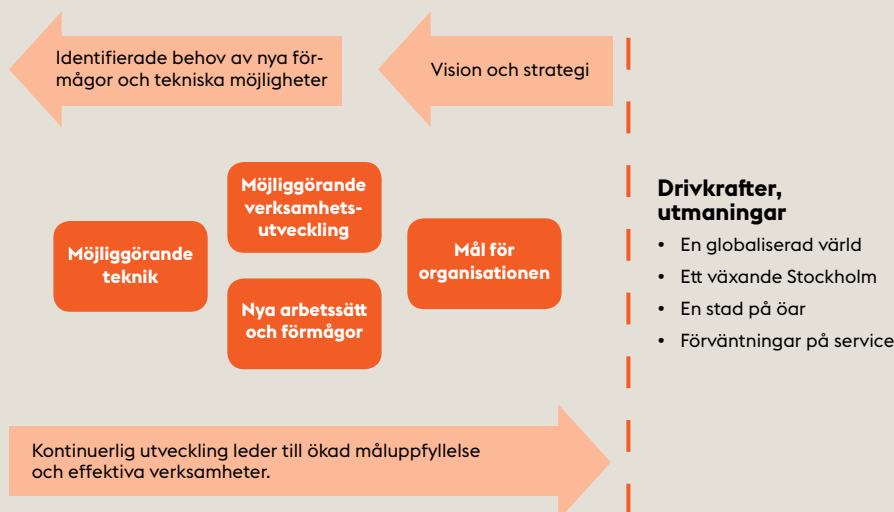 Identifierade behov av nya för-
mågor och tekniska möjligheter
Vision och strategi
Möjliggörande
teknik
Möjliggörande
verksamhets-
utveckling
Nya arbetssätt
och förmågor
Mål för
organisationen
Drivkrafter,
utmaningar
• En globaliserad värld
• Ett växande Stockholm
• En stad på öar
• Förväntningar på service
Kontinuerlig utveckling leder till ökad måluppfyllelse
och effektiva verksamheter.